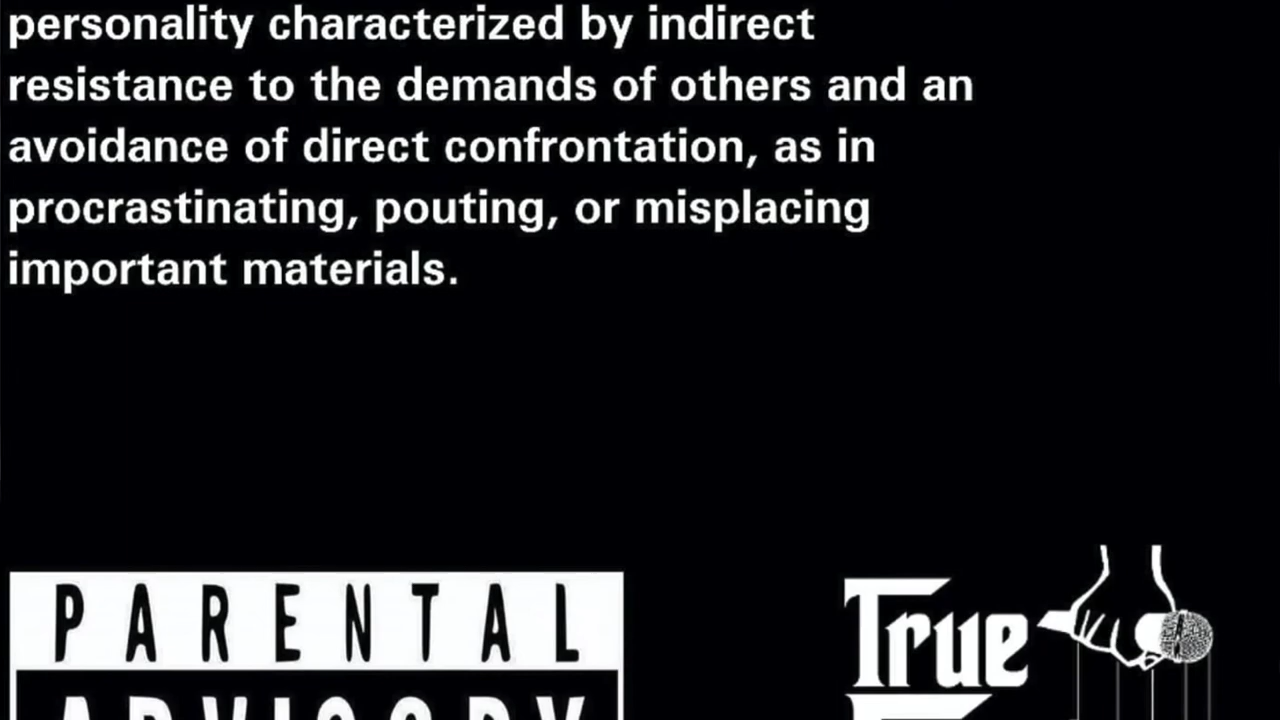 personality characterized by indirect
resistance to the demands of others and an
avoidance of direct confrontation, as in
procrastinating, pouting, or misplacing
important materials.
PARENTAL
ADVISORY
True